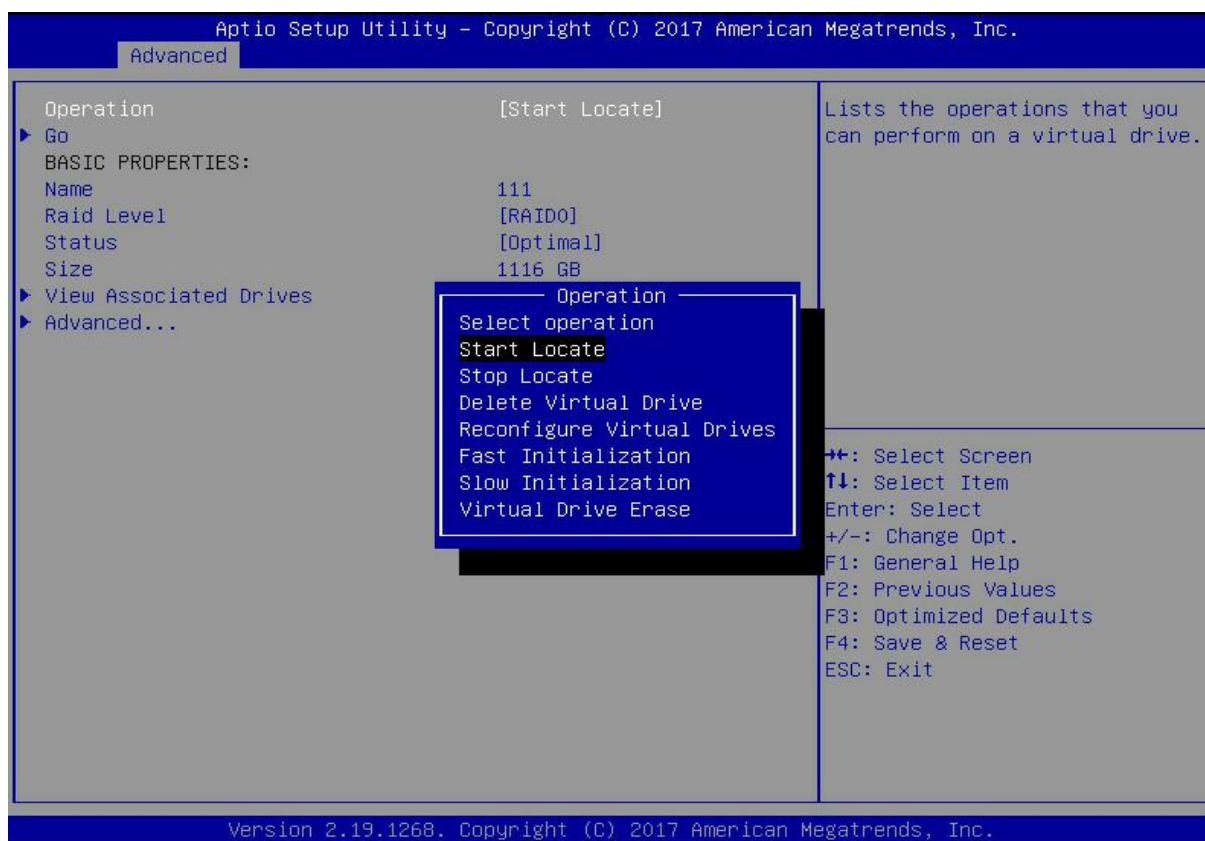 Aptio Setup Utility – Copyright (C) 2017 American Megatrends, Inc.
Advanced
Operation [Start Locate]
▶ Go
BASIC PROPERTIES:
Name 111
Raid Level [RAID0]
Status [Optimal]
Size 1116 GB
▶ View Associated Drives
▶ Advanced...
Operation
Select operation
Start Locate
Stop Locate
Delete Virtual Drive
Reconfigure Virtual Drives
Fast Initialization
Slow Initialization
Virtual Drive Erase
Lists the operations that you
can perform on a virtual drive.
→←: Select Screen
↑↓: Select Item
Enter: Select
+/-: Change Opt.
F1: General Help
F2: Previous Values
F3: Optimized Defaults
F4: Save & Reset
ESC: Exit
Version 2.19.1268. Copyright (C) 2017 American Megatrends, Inc.